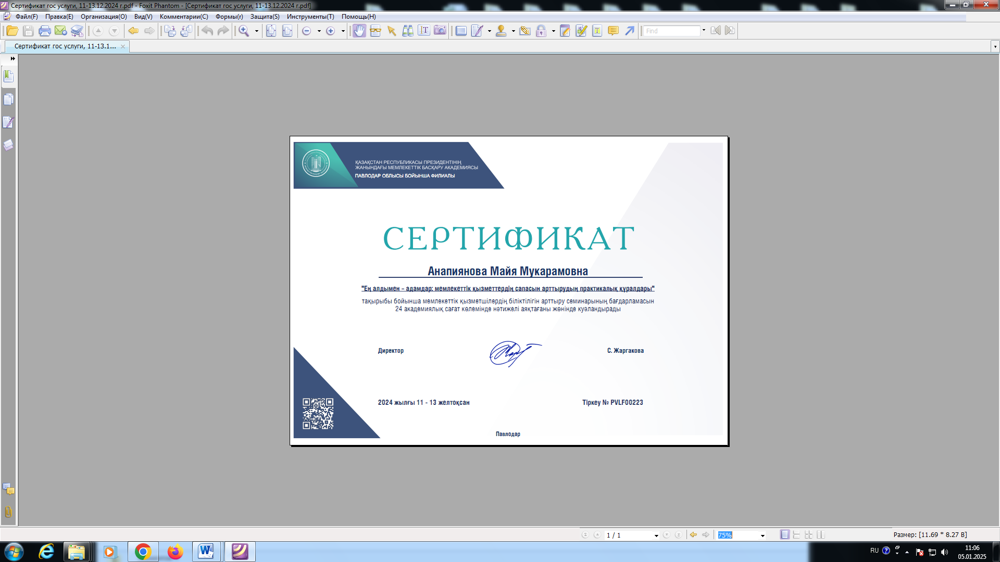 Сертификат гос услуги, 11-13.12.2024 г.pdf - Foxit Phantom - [Сертификат гос услуги, 11-13.12.2024 г.pdf]
Файл(F) Правка(E) Организация(O) Вид(V) Комментарии(C) Формы(r) Защита(S) Инструменты(T) Помощь(H)
Find
Сертификат гос услуги, 11-13.1...
ҚАЗАҚСТАН РЕСПУБЛИКАСЫ ПРЕЗИДЕНТІНІҢ
ЖАНЫНДАҒЫ МЕМЛЕКЕТТІК БАСҚАРУ АКАДЕМИЯСЫ
ПАВЛОДАР ОБЛЫСЫ БОЙЫНША ФИЛИАЛЫ
СЕРТИФИКАТ
Анапиянова Майя Мукарамовна
"Ең алдымен – адамдар: мемлекеттік қызметтердің сапасын арттырудың практикалық құралдары"
тақырыбы бойынша мемлекеттік қызметшілердің біліктілігін арттыру семинарының бағдарламасын
24 академиялық сағат көлемінде нәтижелі аяқтағаны жөнінде куәландырады
Директор
С. Жаргакова
2024 жылғы 11 - 13 желтоқсан
Тіркеу № PVLF00223
Павлодар
1 / 1
75%
Размер: [11.69 * 8.27 В]
RU
11:06
05.01.2025